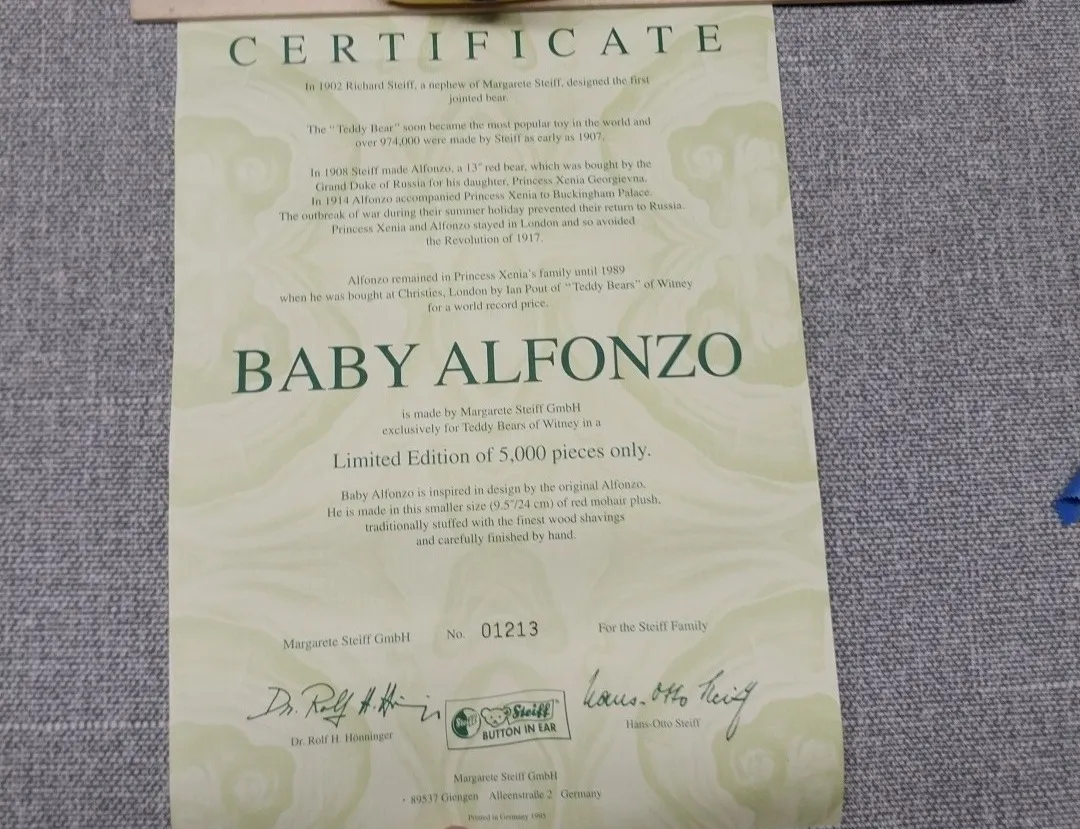 CERTIFICATE
In 1902 Richard Steiff, a nephew of Margarete Steiff, designed the first
jointed bear.
The "Teddy Bear" soon became the most popular toy in the world and
over 974,000 were made by Steiff as early as 1907.
In 1908 Steiff made Alfonzo, a 13" red bear, which was bought by the
Grand Duke of Russia for his daughter, Princess Xenia Georgievna.
In 1914 Alfonzo accompanied Princess Xenia to Buckingham Palace.
The outbreak of war during their summer holiday prevented their return to Russia.
Princess Xenia and Alfonzo stayed in London and so avoided
the Revolution of 1917.
Alfonzo remained in Princess Xenia's family until 1989
when he was bought at Christies, London by Ian Pout of "Teddy Bears" of Witney
for a world record price.
BABY ALFONZO
is made by Margarete Steiff GmbH
exclusively for Teddy Bears of Witney in a
Limited Edition of 5,000 pieces only.
Baby Alfonzo is inspired in design by the original Alfonzo.
He is made in this smaller size (9.5"/24 cm) of red mohair plush,
traditionally stuffed with the finest wood shavings
and carefully finished by hand.
Margarete Steiff GmbH No. 01213 For the Steiff Family
Dr. Rolf H. Hans-Otto Steiff
Steiff Steiff
BUTTON IN EAR
Dr. Rolf H. Hönninger Hans-Otto Steiff
Margarete Steiff GmbH
· 89537 Giengen Alleenstraße 2 Germany
Printed in Germany 1995